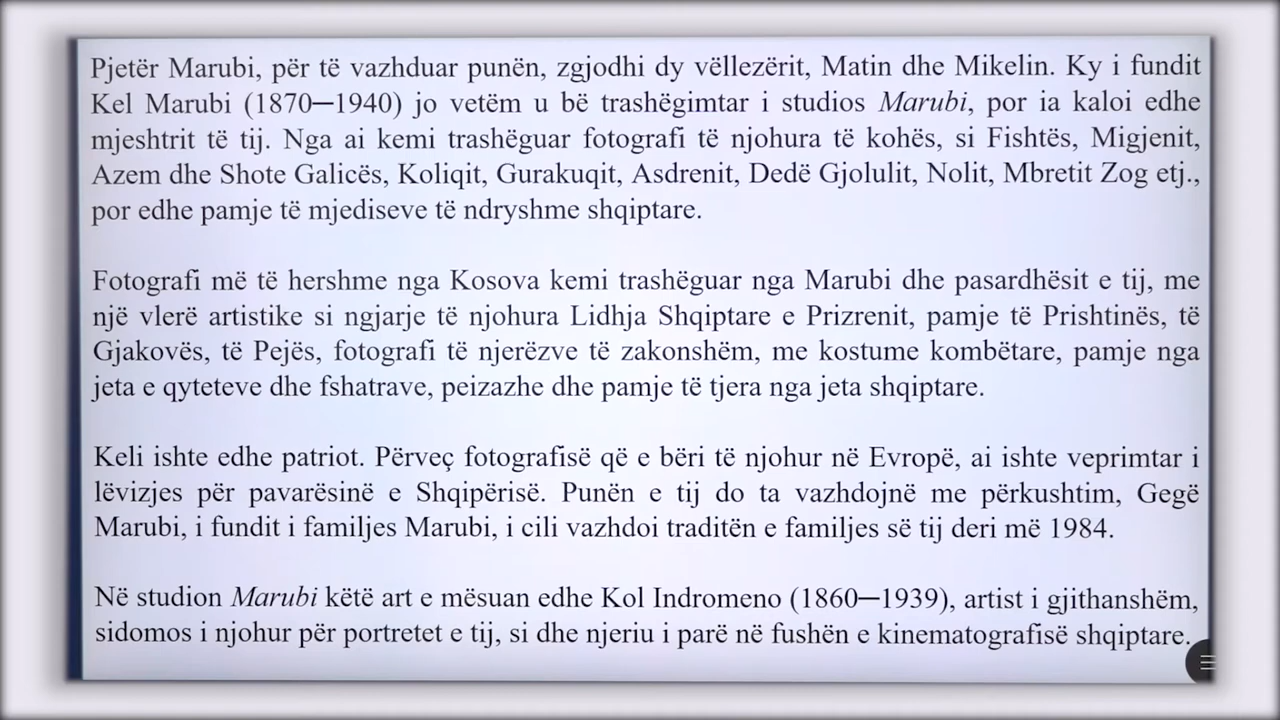 Pjetër Marubi, për të vazhduar punën, zgjodhi dy vëllezërit, Matin dhe Mikelin. Ky i fundit
Kel Marubi (1870─1940) jo vetëm u bë trashëgimtar i studios Marubi, por ia kaloi edhe
mjeshtrit të tij. Nga ai kemi trashëguar fotografi të njohura të kohës, si Fishtës, Migjenit,
Azem dhe Shote Galicës, Koliqit, Gurakuqit, Asdrenit, Dedë Gjolulit, Nolit, Mbretit Zog etj.,
por edhe pamje të mjediseve të ndryshme shqiptare.
Fotografi më të hershme nga Kosova kemi trashëguar nga Marubi dhe pasardhësit e tij, me
një vlerë artistike si ngjarje të njohura Lidhja Shqiptare e Prizrenit, pamje të Prishtinës, të
Gjakovës, të Pejës, fotografi të njerëzve të zakonshëm, me kostume kombëtare, pamje nga
jeta e qyteteve dhe fshatrave, peizazhe dhe pamje të tjera nga jeta shqiptare.
Keli ishte edhe patriot. Përveç fotografisë që e bëri të njohur në Evropë, ai ishte veprimtar i
lëvizjes për pavarësinë e Shqipërisë. Punën e tij do ta vazhdojnë me përkushtim, Gegë
Marubi, i fundit i familjes Marubi, i cili vazhdoi traditën e familjes së tij deri më 1984.
Në studion Marubi këtë art e mësuan edhe Kol Indromeno (1860─1939), artist i gjithanshëm,
sidomos i njohur për portretet e tij, si dhe njeriu i parë në fushën e kinematografisë shqiptare.